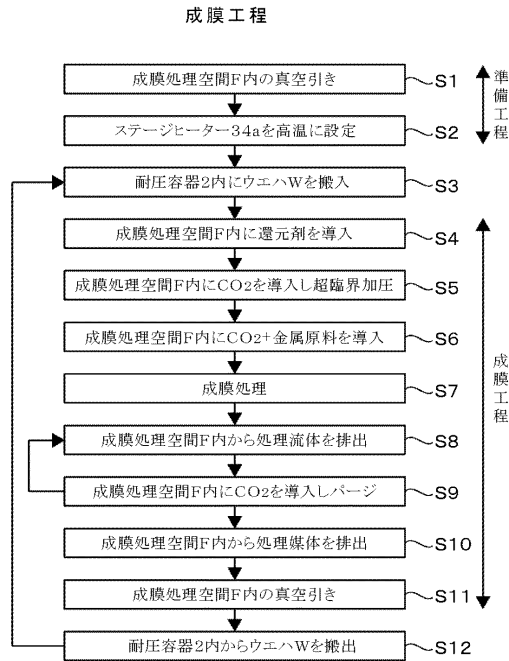 成膜工程
成膜処理空間F内の真空引き
S1
ステージヒーター34aを高温に設定
S2
準備工程
耐圧容器2内にウエハWを搬入
S3
成膜処理空間F内に還元剤を導入
S4
成膜処理空間F内にCO2を導入し超臨界加圧
S5
成膜処理空間F内にCO2+金属原料を導入
S6
成膜処理
S7
成膜処理空間F内から処理流体を排出
S8
成膜処理空間F内にCO2を導入しパージ
S9
成膜処理空間F内から処理媒体を排出
S10
成膜処理空間F内の真空引き
S11
成膜工程
耐圧容器2内からウエハWを搬出
S12